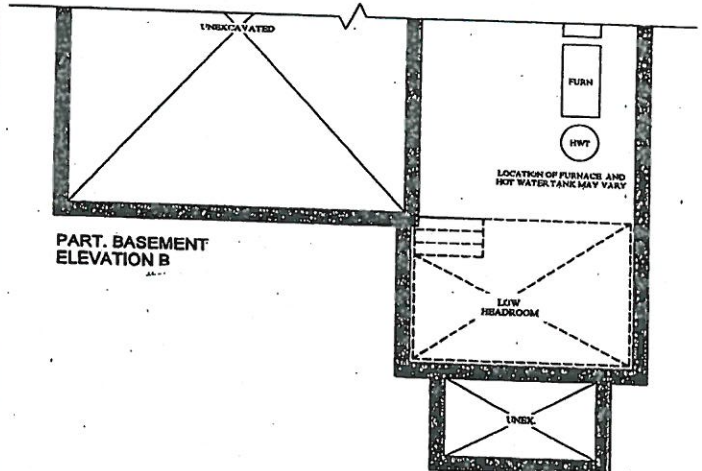 UNEXCAVATED
FURN
HWT
LOCATION OF FURNACE AND
HOT WATER TANK MAY VARY
PART. BASEMENT
ELEVATION B
LOW
HEADROOM
UNEX.